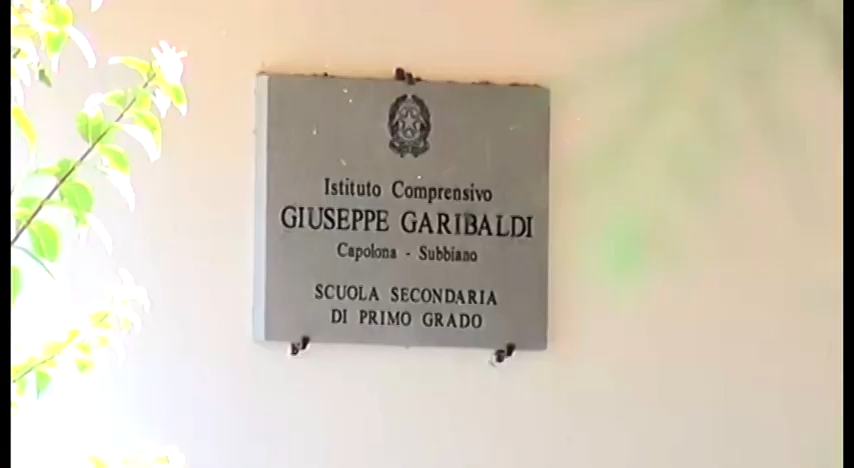 Istituto Comprensivo
GIUSEPPE GARIBALDI
Capolona - Subbiano
SCUOLA SECONDARIA
DI PRIMO GRADO